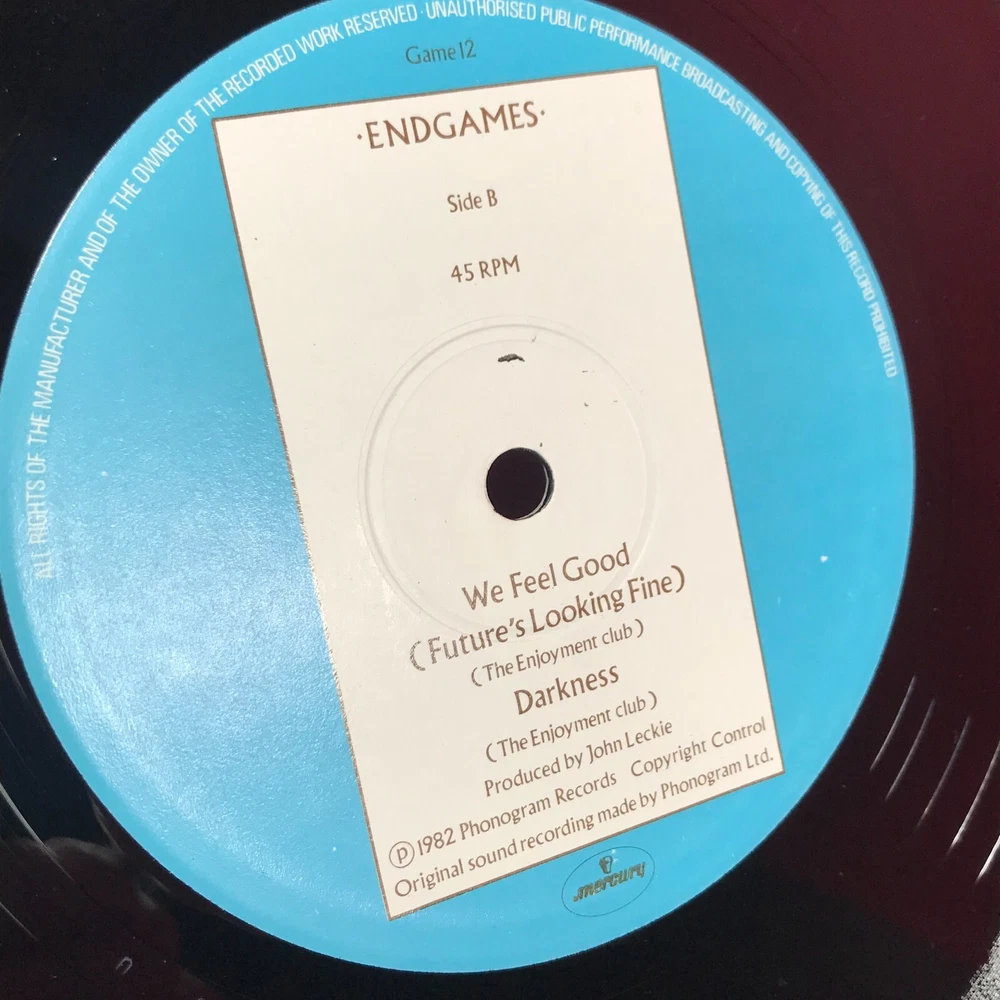 ALL RIGHTS OF THE MANUFACTURER AND OF THE OWNER OF THE RECORDED WORK RESERVED · UNAUTHORISED PUBLIC PERFORMANCE BROADCASTING AND COPYING OF THIS RECORD PROHIBITED
Game 12
·ENDGAMES·
Side B
45 RPM
We Feel Good
(Future's Looking Fine)
(The Enjoyment club)
Darkness
(The Enjoyment club)
Produced by John Leckie
℗ 1982 Phonogram Records Copyright Control
Original sound recording made by Phonogram Ltd.
mercury